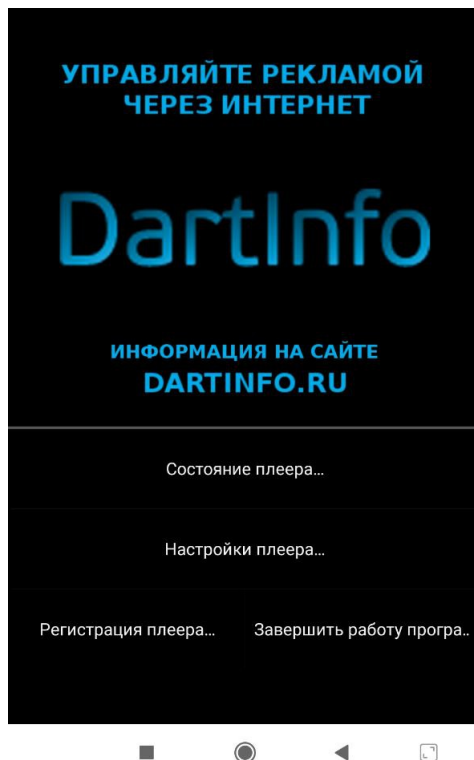 УПРАВЛЯЙТЕ РЕКЛАМОЙ
ЧЕРЕЗ ИНТЕРНЕТ
DartInfo
ИНФОРМАЦИЯ НА САЙТЕ
DARTINFO.RU
Состояние плеера...
Настройки плеера...
Регистрация плеера...
Завершить работу програ..